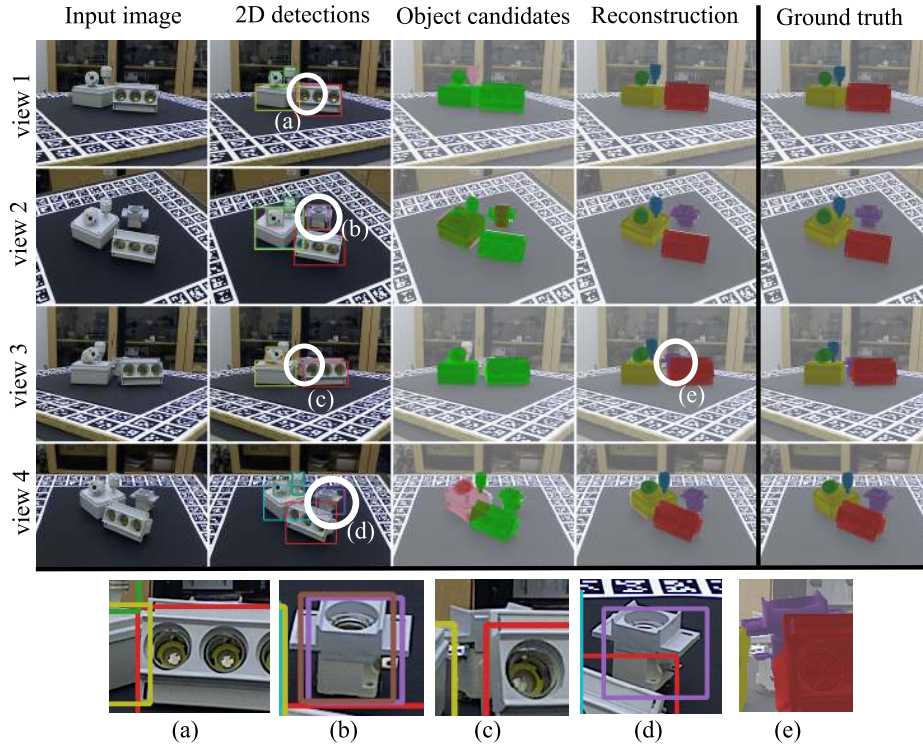 Input image 2D detections Object candidates Reconstruction Ground truth
view 1
(a)
view 2
(b)
view 3
(c)
(e)
view 4
(d)
(a) (b) (c) (d) (e)